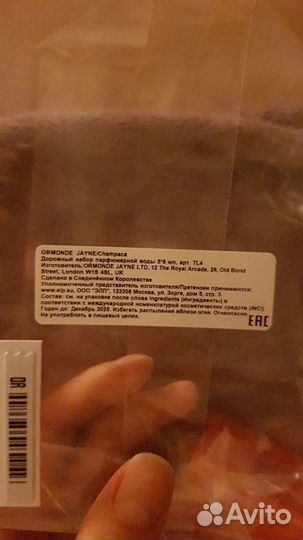 ORMONDE JAYNE/Champaca
Дорожный набор парфюмерной воды 5*8 мл, арт. TL4
Изготовитель:ORMONDE JAYNE LTD, 12 The Royal Arcade, 28, Old Bond
Street, London W1S 4SL, UK
Сделано в Соединённом Королевстве
Уполномоченный представитель изготовителя/Претензии принимаются:
www.elp.su, ООО "ЭЛП", 123308 Москва, ул. Зорге, дом 5, стр. 3
Состав: см. на упаковке после слова Ingredients (Ингредиенты) в
соответствии с международной номенклатурой косметических средств (INCI)
Годен до: Декабрь 2025. Избегать распыления вблизи огня. Огнеопасно
Не употреблять в пищевых целях.
EAC
Avito